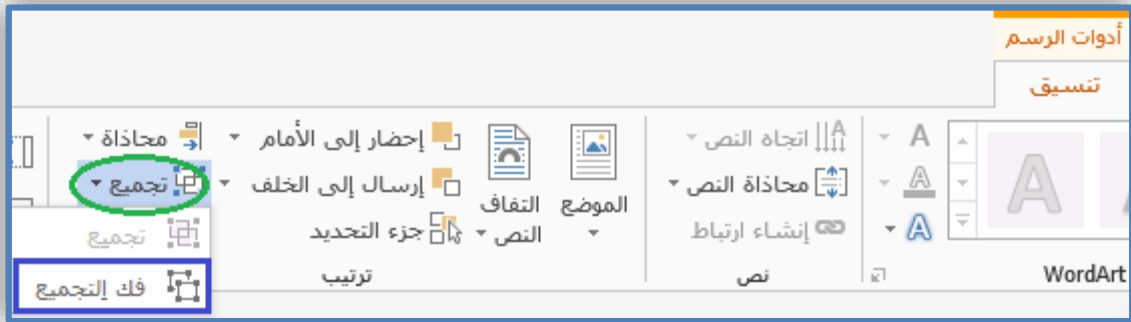 أدوات الرسم
تنسيق
A
اتجاه النص
محاذاة النص
إنشاء ارتباط
الموضع
التفاف
النص
إحضار إلى الأمام
إرسال إلى الخلف
جزء التحديد
محاذاة
تجميع
تجميع
فك إلتجميع
WordArt
نص
ترتيب